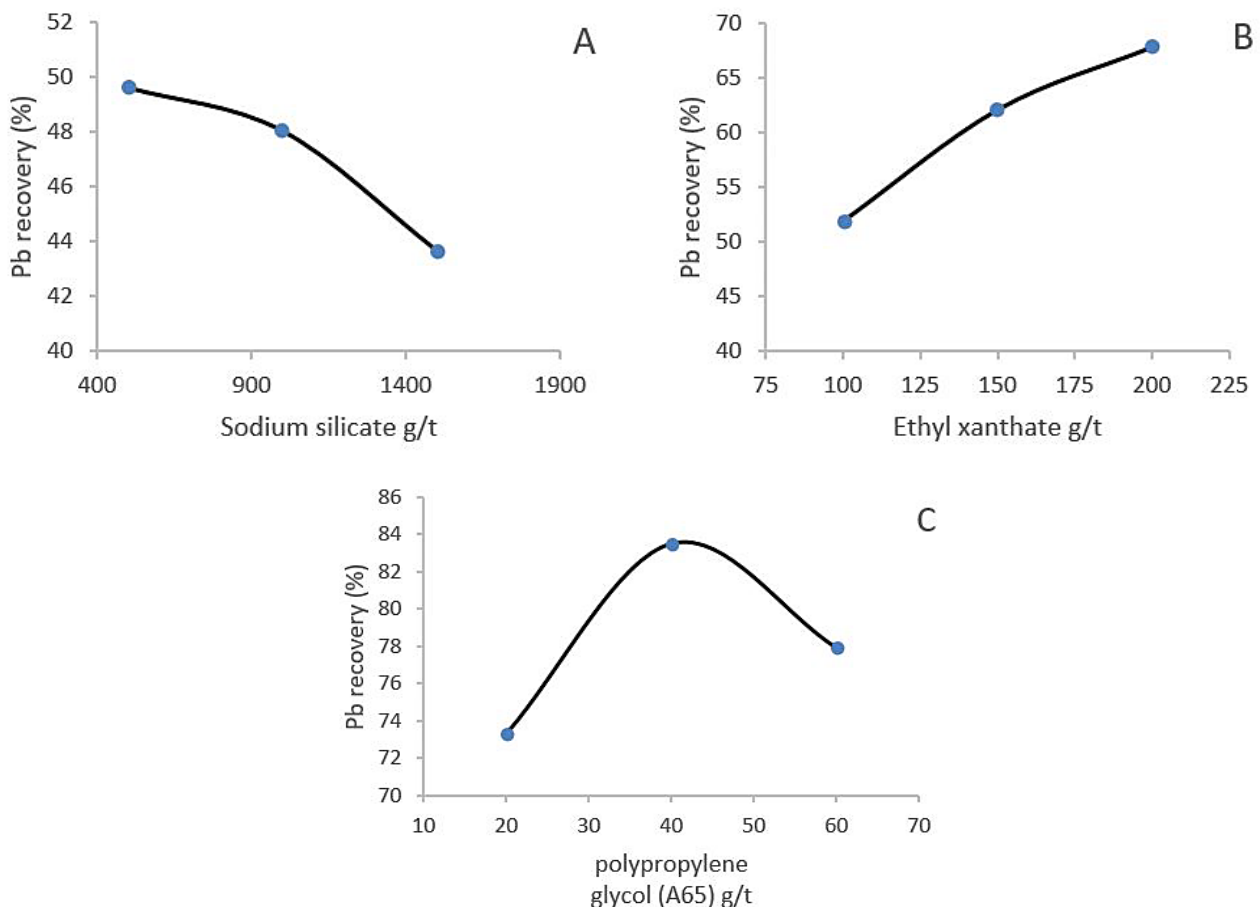 A
Pb recovery (%)
52
50
48
46
44
42
40
400 900 1400 1900
Sodium silicate g/t
B
Pb recovery (%)
70
65
60
55
50
45
40
75 100 125 150 175 200 225
Ethyl xanthate g/t
C
Pb recovery (%)
86
84
82
80
78
76
74
72
70
10 20 30 40 50 60 70
polypropylene
glycol (A65) g/t